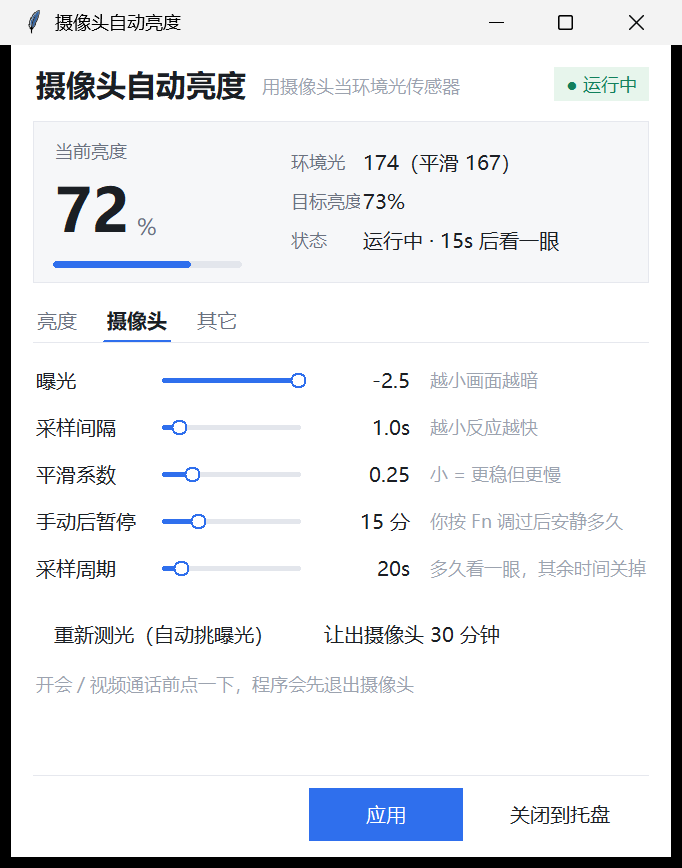 摄像头自动亮度
摄像头自动亮度 用摄像头当环境光传感器 ● 运行中
当前亮度
72 %
环境光 174（平滑 167）
目标亮度 73%
状态 运行中 · 15s 后看一眼
亮度 摄像头 其它
曝光 -2.5 越小画面越暗
采样间隔 1.0s 越小反应越快
平滑系数 0.25 小 = 更稳但更慢
手动后暂停 15 分 你按 Fn 调过后安静多久
采样周期 20s 多久看一眼，其余时间关掉
重新测光（自动挑曝光） 让出摄像头 30 分钟
开会 / 视频通话前点一下，程序会先退出摄像头
应用 关闭到托盘